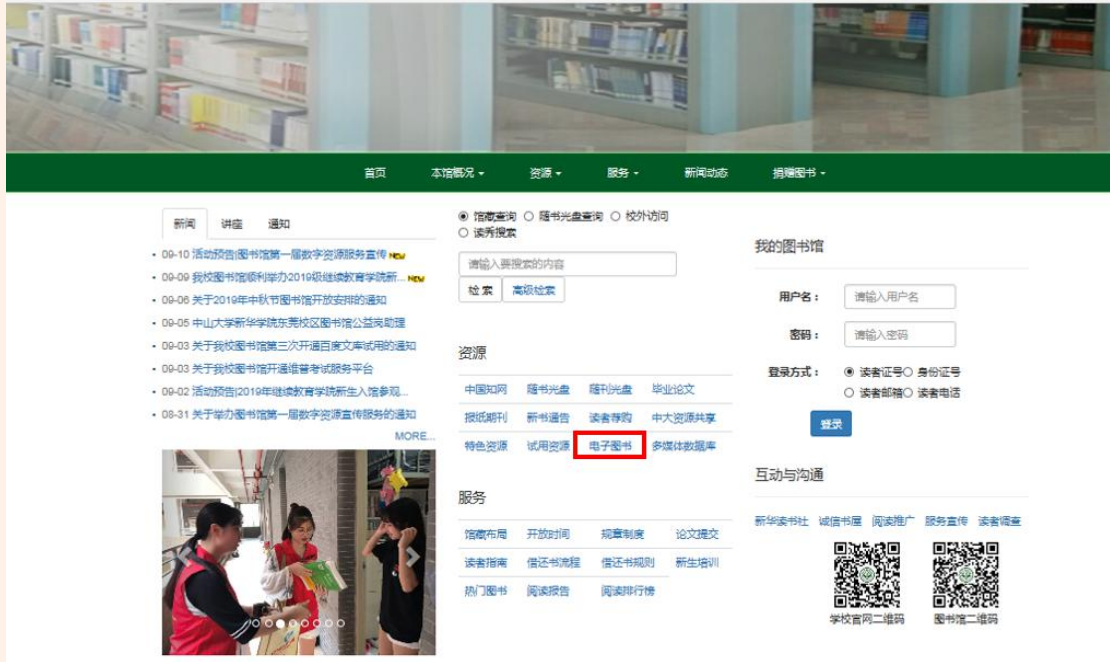 首页 本馆概况 资源 服务 新闻动态 捐赠图书
新闻 讲座 通知
09-10 活动预告|图书馆第一届数字资源服务宣传 NEW
09-09 我校图书馆顺利举办2019级继续教育学院新... NEW
09-06 关于2019年中秋节图书馆开放安排的通知
09-05 中山大学新华学院东莞校区图书馆公益岗助理
09-03 关于我校图书馆第三次开通百度文库试用的通知
09-03 关于我校图书馆开通维普考试服务平台
09-02 活动预告|2019年继续教育学院新生入馆参观...
08-31 关于举办图书馆第一届数字资源宣传服务的通知
MORE...
馆藏查询 随书光盘查询 校外访问
读秀搜索
请输入要搜索的内容
检 索 高级检索
资源
中国知网 随书光盘 随刊光盘 毕业论文
报纸期刊 新书通告 读者荐购 中大资源共享
特色资源 试用资源 电子图书 多媒体数据库
服务
馆藏布局 开放时间 规章制度 论文提交
读者指南 借还书流程 借还书规则 新生培训
热门图书 阅读报告 阅读排行榜
我的图书馆
用户名： 请输入用户名
密码： 请输入密码
登录方式： 读者证号 身份证号
读者邮箱 读者电话
登录
互动与沟通
新华读书社 诚信书屋 阅读推广 服务宣传 读者调查
学校官网二维码 图书馆二维码